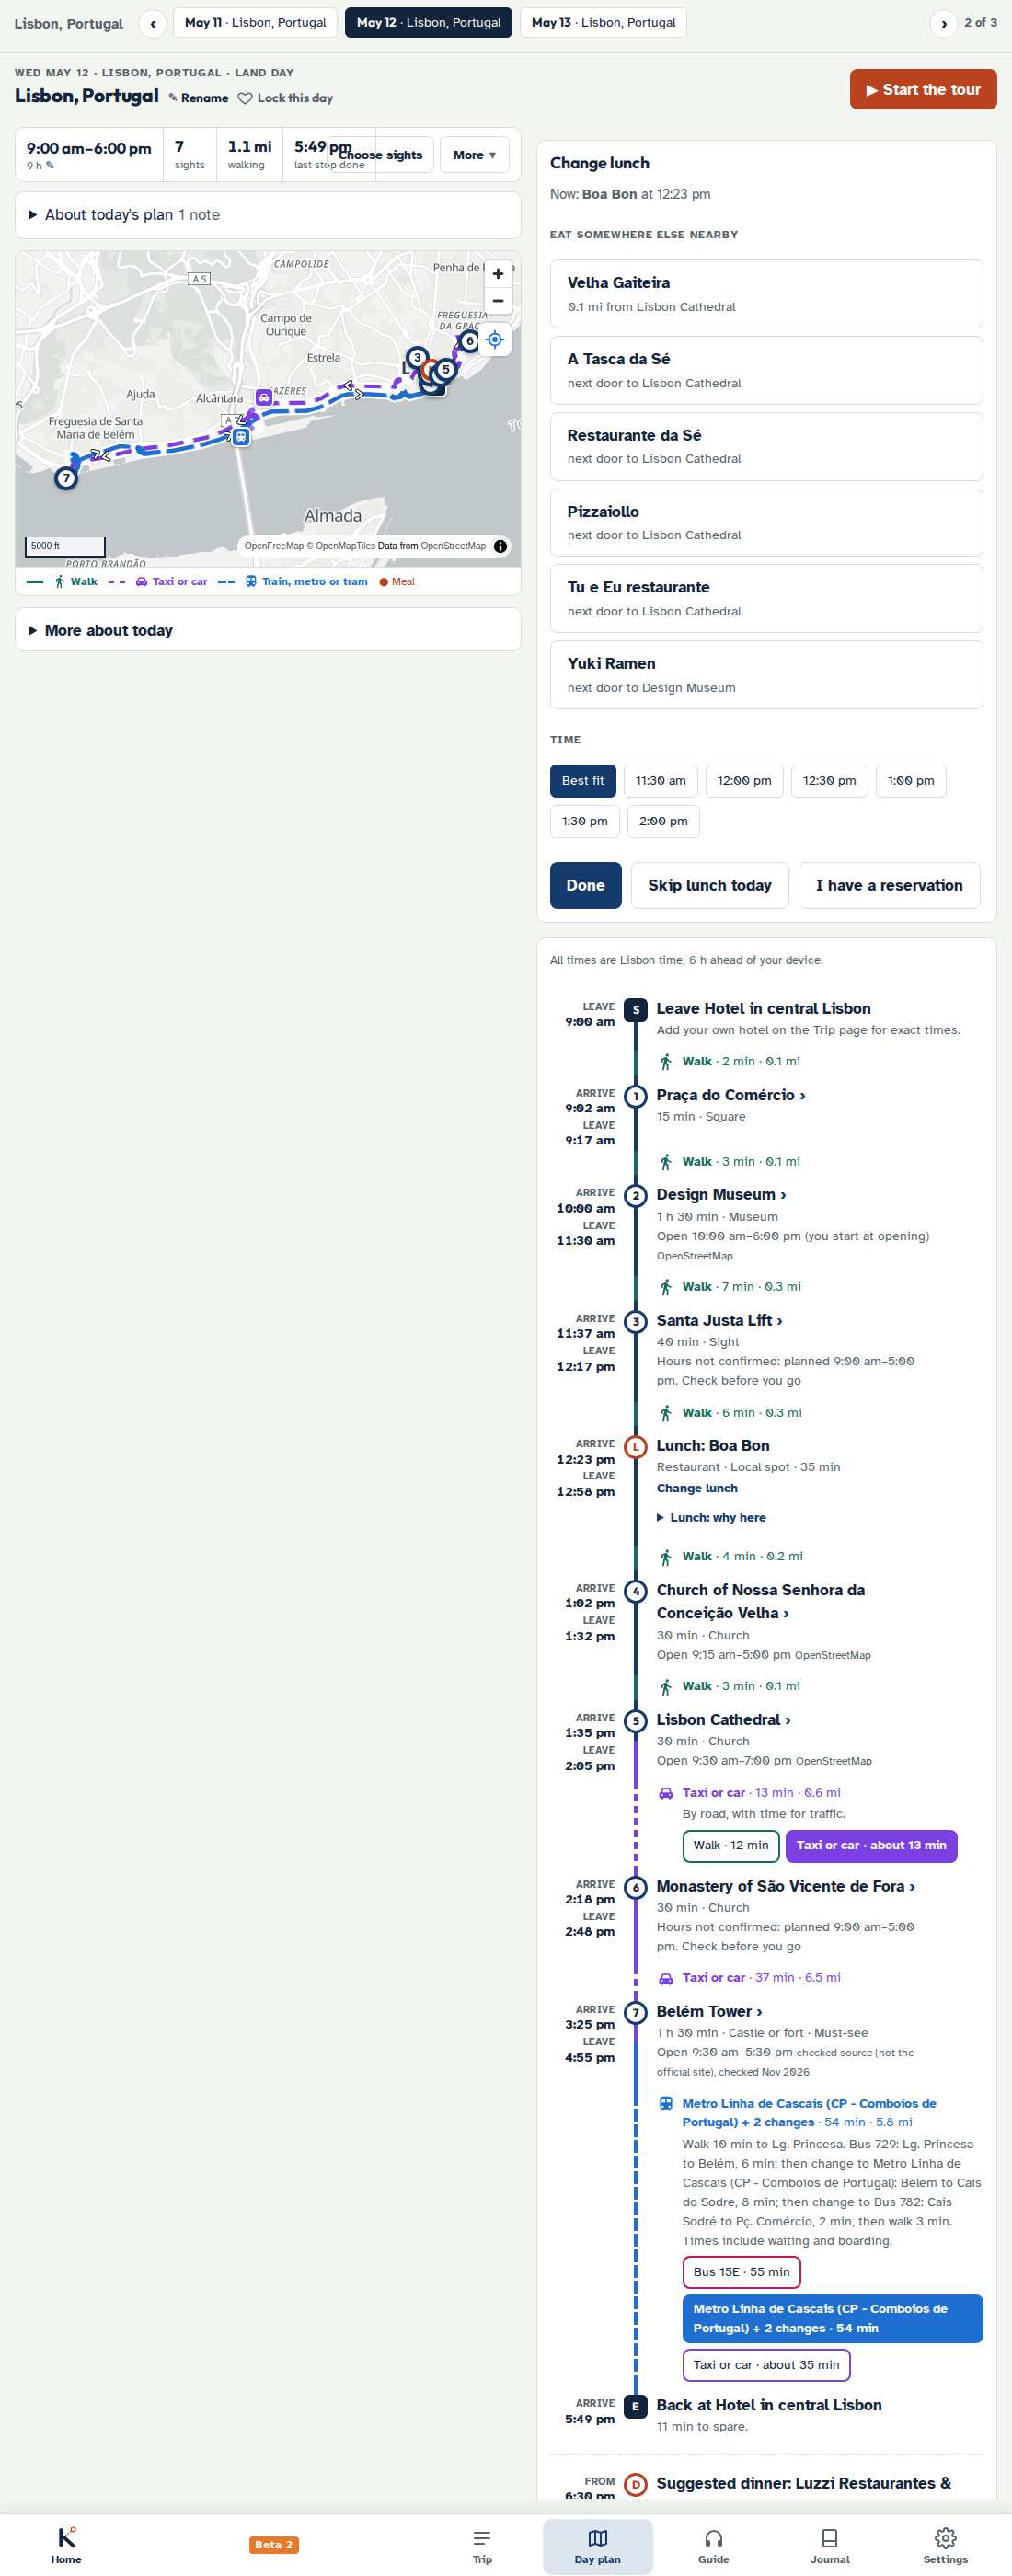 Lisbon, Portugal
‹
May 11 · Lisbon, Portugal
May 12 · Lisbon, Portugal
May 13 · Lisbon, Portugal
›
2 of 3
WED MAY 12 · LISBON, PORTUGAL · LAND DAY
Lisbon, Portugal ✎ Rename Lock this day
▶ Start the tour
9:00 am–6:00 pm
9 h ✎
7
sights
1.1 mi
walking
5:49 pm
last stop done
Choose sights
More ▾
▶ About today's plan 1 note
CAMPOLIDE
A 5
Penha de
Campo de
Ourique
FREGUESIA
DA GRAÇ
Estrela
Ajuda
Alcântara
Freguesia de Santa
Maria de Belém
3
5
6
7
+
−
Almada
5000 ft
OpenFreeMap © OpenMapTiles Data from OpenStreetMap
PORTO BRANDÃO
Walk
Taxi or car
Train, metro or tram
Meal
▶ More about today
Change lunch
Now: Boa Bon at 12:23 pm
EAT SOMEWHERE ELSE NEARBY
Velha Gaiteira
0.1 mi from Lisbon Cathedral
A Tasca da Sé
next door to Lisbon Cathedral
Restaurante da Sé
next door to Lisbon Cathedral
Pizzaiollo
next door to Lisbon Cathedral
Tu e Eu restaurante
next door to Lisbon Cathedral
Yuki Ramen
next door to Design Museum
TIME
Best fit
11:30 am
12:00 pm
12:30 pm
1:00 pm
1:30 pm
2:00 pm
Done
Skip lunch today
I have a reservation
All times are Lisbon time, 6 h ahead of your device.
LEAVE
9:00 am
S
Leave Hotel in central Lisbon
Add your own hotel on the Trip page for exact times.
Walk · 2 min · 0.1 mi
ARRIVE
9:02 am
LEAVE
9:17 am
1
Praça do Comércio ›
15 min · Square
Walk · 3 min · 0.1 mi
ARRIVE
10:00 am
LEAVE
11:30 am
2
Design Museum ›
1 h 30 min · Museum
Open 10:00 am–6:00 pm (you start at opening)
OpenStreetMap
Walk · 7 min · 0.3 mi
ARRIVE
11:37 am
LEAVE
12:17 pm
3
Santa Justa Lift ›
40 min · Sight
Hours not confirmed: planned 9:00 am–5:00
pm. Check before you go
Walk · 6 min · 0.3 mi
ARRIVE
12:23 pm
LEAVE
12:58 pm
L
Lunch: Boa Bon
Restaurant · Local spot · 35 min
Change lunch
▶ Lunch: why here
Walk · 4 min · 0.2 mi
ARRIVE
1:02 pm
LEAVE
1:32 pm
4
Church of Nossa Senhora da
Conceição Velha ›
30 min · Church
Open 9:15 am–5:00 pm OpenStreetMap
Walk · 3 min · 0.1 mi
ARRIVE
1:35 pm
LEAVE
2:05 pm
5
Lisbon Cathedral ›
30 min · Church
Open 9:30 am–7:00 pm OpenStreetMap
Taxi or car · 13 min · 0.6 mi
By road, with time for traffic.
Walk · 12 min
Taxi or car · about 13 min
ARRIVE
2:18 pm
LEAVE
2:48 pm
6
Monastery of São Vicente de Fora ›
30 min · Church
Hours not confirmed: planned 9:00 am–5:00
pm. Check before you go
Taxi or car · 37 min · 6.5 mi
ARRIVE
3:25 pm
LEAVE
4:55 pm
7
Belém Tower ›
1 h 30 min · Castle or fort · Must-see
Open 9:30 am–5:30 pm checked source (not the
official site), checked Nov 2026
Metro Linha de Cascais (CP - Comboios de
Portugal) + 2 changes · 54 min · 5.8 mi
Walk 10 min to Lg. Princesa. Bus 729: Lg. Princesa
to Belém, 6 min; then change to Metro Linha de
Cascais (CP - Comboios de Portugal): Belem to Cais
do Sodre, 8 min; then change to Bus 782: Cais
Sodré to Pç. Comércio, 2 min, then walk 3 min.
Times include waiting and boarding.
Bus 15E · 55 min
Metro Linha de Cascais (CP - Comboios de
Portugal) + 2 changes · 54 min
Taxi or car · about 35 min
ARRIVE
5:49 pm
E
Back at Hotel in central Lisbon
11 min to spare.
FROM
6:30 pm
D
Suggested dinner: Luzzi Restaurantes &
Home
Beta 2
Trip
Day plan
Guide
Journal
Settings